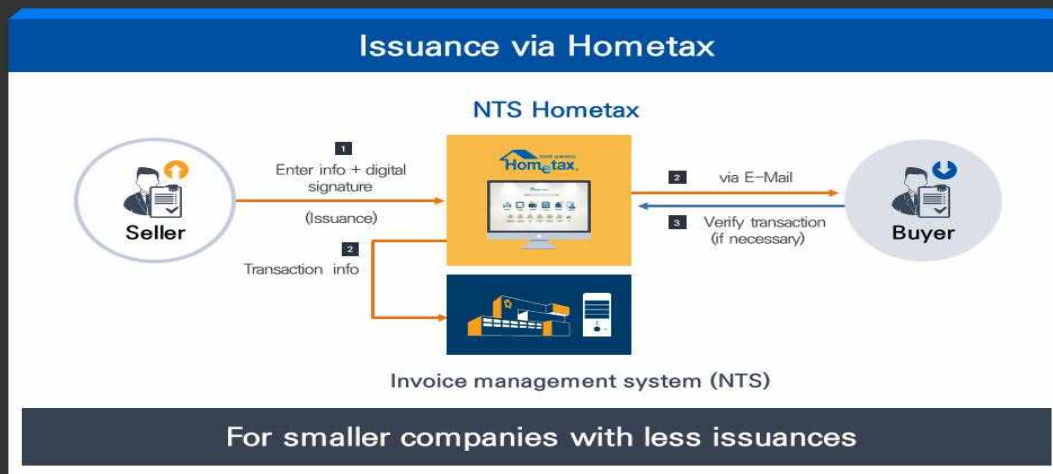 Issuance via Hometax
NTS Hometax
1
Enter info + digital
signature
(Issuance)
Seller
2
Transaction info
Hometax.
2
via E-Mail
3
Verify transaction
(if necessary)
Buyer
Invoice management system (NTS)
For smaller companies with less issuances